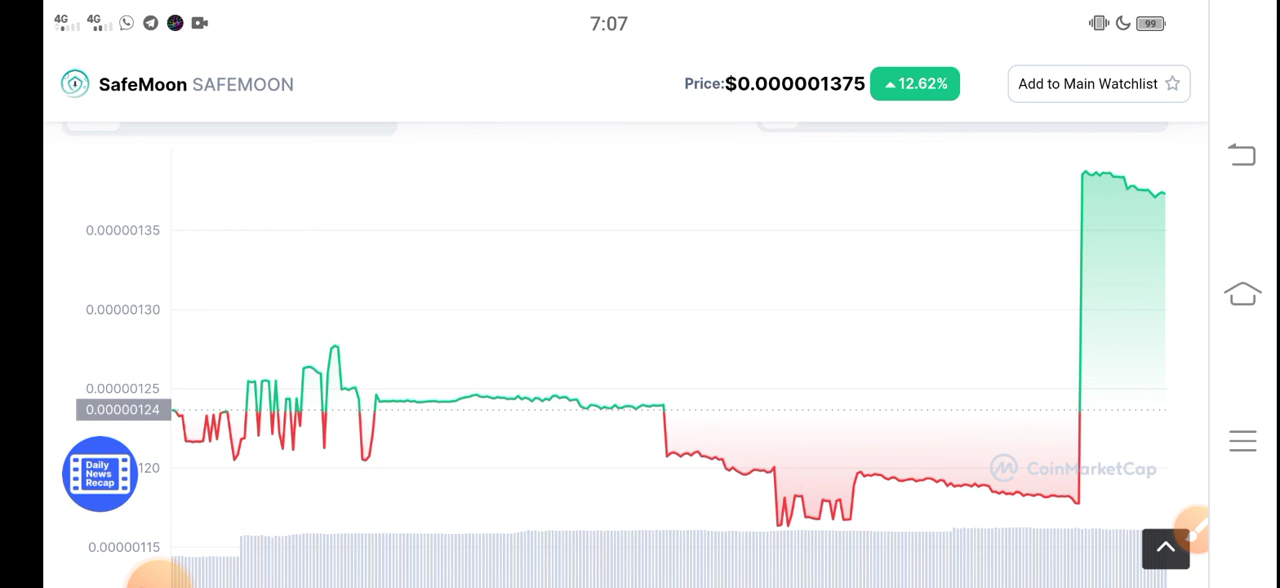 4G 4G 7:07 99
SafeMoon SAFEMOON Price:$0.000001375 12.62% Add to Main Watchlist
0.00000135
0.00000130
0.00000125
0.00000124
Daily
News
Recap
120
CoinMarketCap
0.00000115